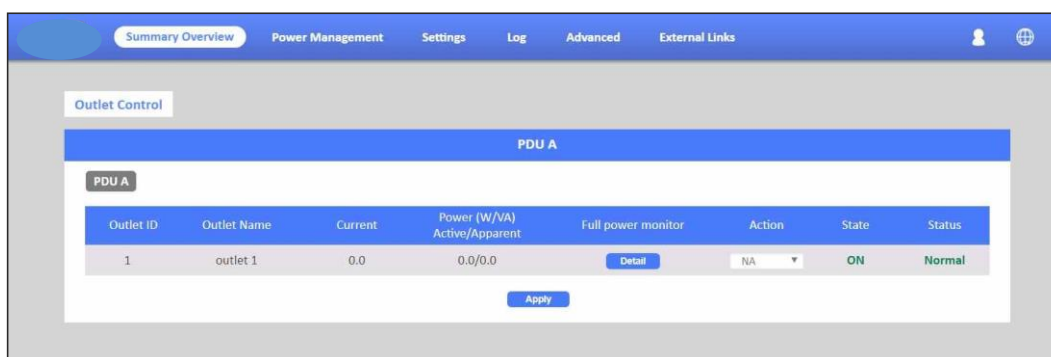 Summary Overview Power Management Settings Log Advanced External Links
Outlet Control
PDU A
PDU A
Outlet ID Outlet Name Current Power (W/VA) Active/Apparent Full power monitor Action State Status
1 outlet 1 0.0 0.0/0.0 Detail NA ON Normal
Apply